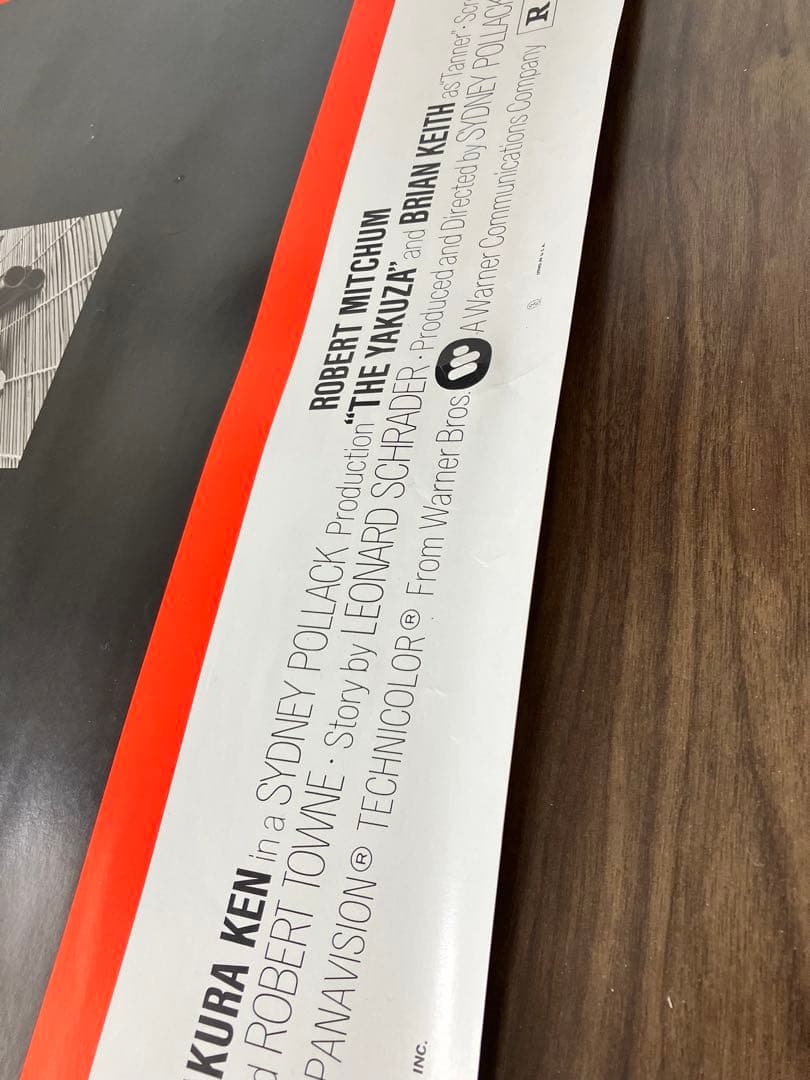 ROBERT MITCHUM
KURA KEN in a SYDNEY POLLACK Production "THE YAKUZA" and BRIAN KEITH as "Tanner" · Scr
d ROBERT TOWNE · Story by LEONARD SCHRADER · Produced and Directed by SYDNEY POLLACK
PANAVISION® TECHNICOLOR® From Warner Bros. A Warner Communications Company R
INC.